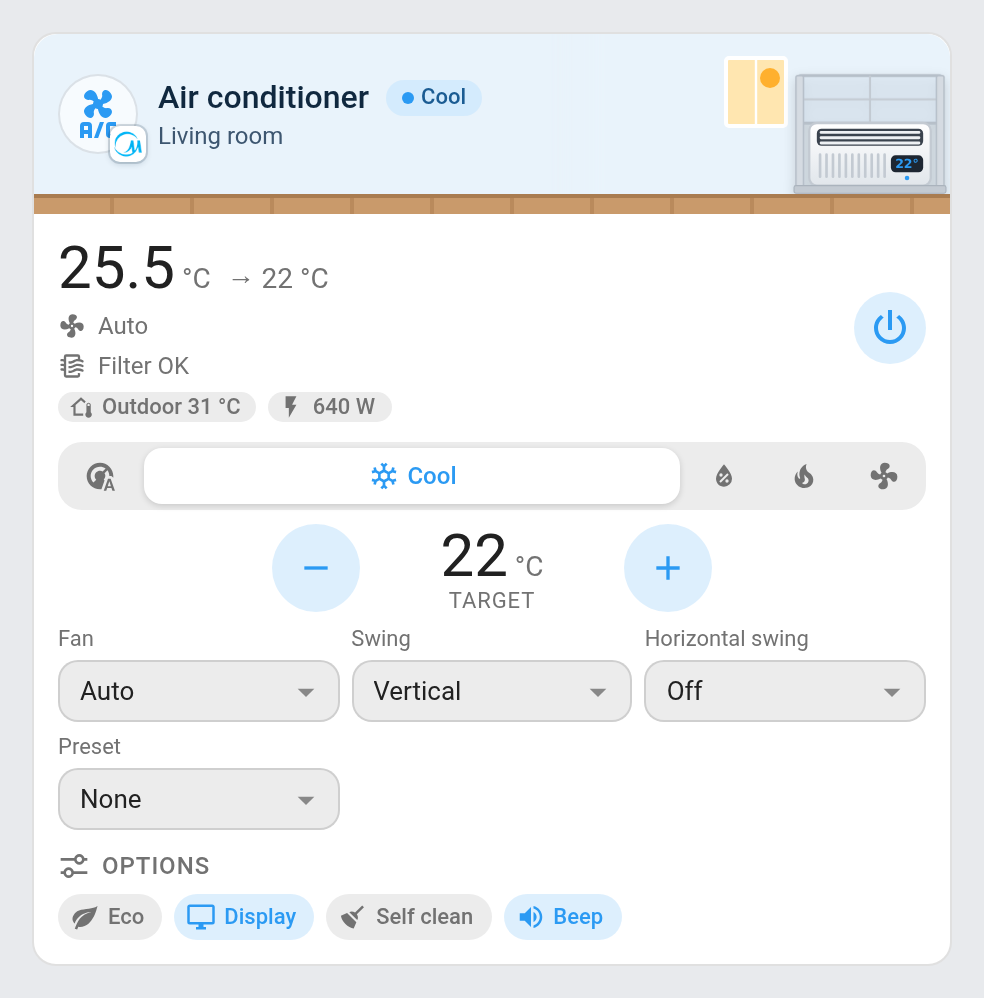 Air conditioner
Cool
Living room
A/C
22°
25.5 °C → 22 °C
Auto
Filter OK
Outdoor 31 °C
640 W
A
Cool
22 °C
TARGET
Fan
Swing
Horizontal swing
Auto
Vertical
Off
Preset
None
OPTIONS
Eco
Display
Self clean
Beep